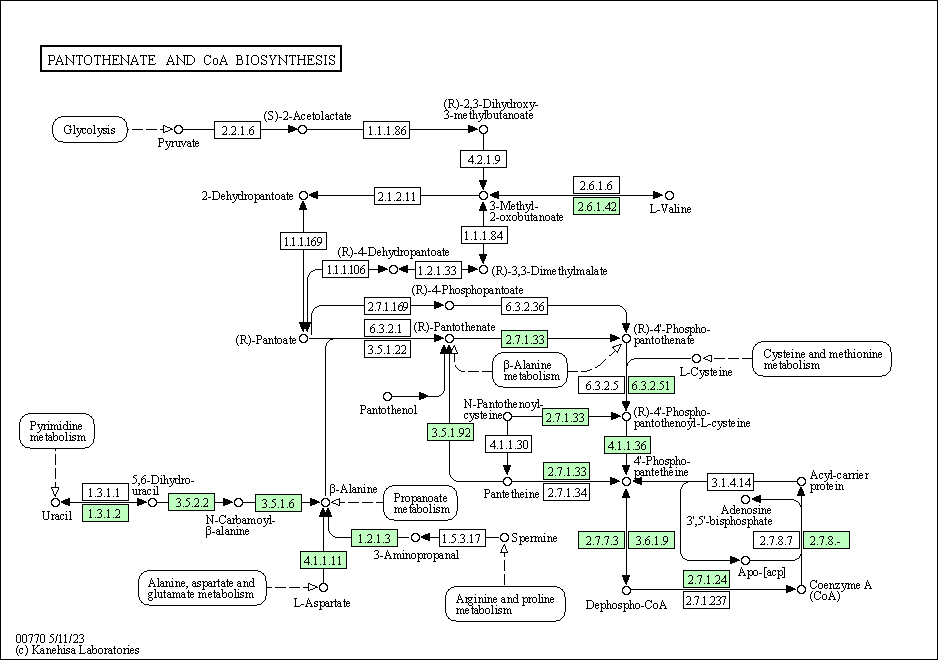 PANTOTHENATE AND CoA BIOSYNTHESIS
Glycolysis
Pyruvate
2.2.1.6
(S)-2-Acetolactate
1.1.1.86
(R)-2,3-Dihydroxy-
3-methylbutanoate
4.2.1.9
2-Dehydropantoate
2.1.2.11
3-Methyl-
2-oxobutanoate
2.6.1.6
2.6.1.42
L-Valine
1.1.1.169
1.1.1.84
(R)-4-Dehydropantoate
1.1.1.106
1.2.1.33
(R)-3,3-Dimethylmalate
(R)-4-Phosphopantoate
2.7.1.169
6.3.2.36
(R)-Pantoate
6.3.2.1
3.5.1.22
(R)-Pantothenate
2.7.1.33
(R)-4'-Phospho-
pantothenate
β-Alanine
metabolism
L-Cysteine
Cysteine and methionine
metabolism
6.3.2.5
6.3.2.51
Pantothenol
N-Pantothenoyl-
cysteine
2.7.1.33
(R)-4'-Phospho-
pantothenoyl-L-cysteine
3.5.1.92
4.1.1.30
4.1.1.36
Pyrimidine
metabolism
4'-Phospho-
pantetheine
2.7.1.33
2.7.1.34
Pantetheine
3.1.4.14
Acyl-carrier
protein
Uracil
1.3.1.1
1.3.1.2
5,6-Dihydro-
uracil
3.5.2.2
N-Carbamoyl-
β-alanine
3.5.1.6
β-Alanine
Propanoate
metabolism
Adenosine
3',5'-bisphosphate
1.2.1.3
3-Aminopropanal
1.5.3.17
Spermine
2.7.7.3
3.6.1.9
2.7.8.7
2.7.8.-
4.1.1.11
Apo-[acp]
Alanine, aspartate and
glutamate metabolism
L-Aspartate
Arginine and proline
metabolism
Dephospho-CoA
2.7.1.24
2.7.1.237
Coenzyme A
(CoA)
00770 5/11/23
(c) Kanehisa Laboratories